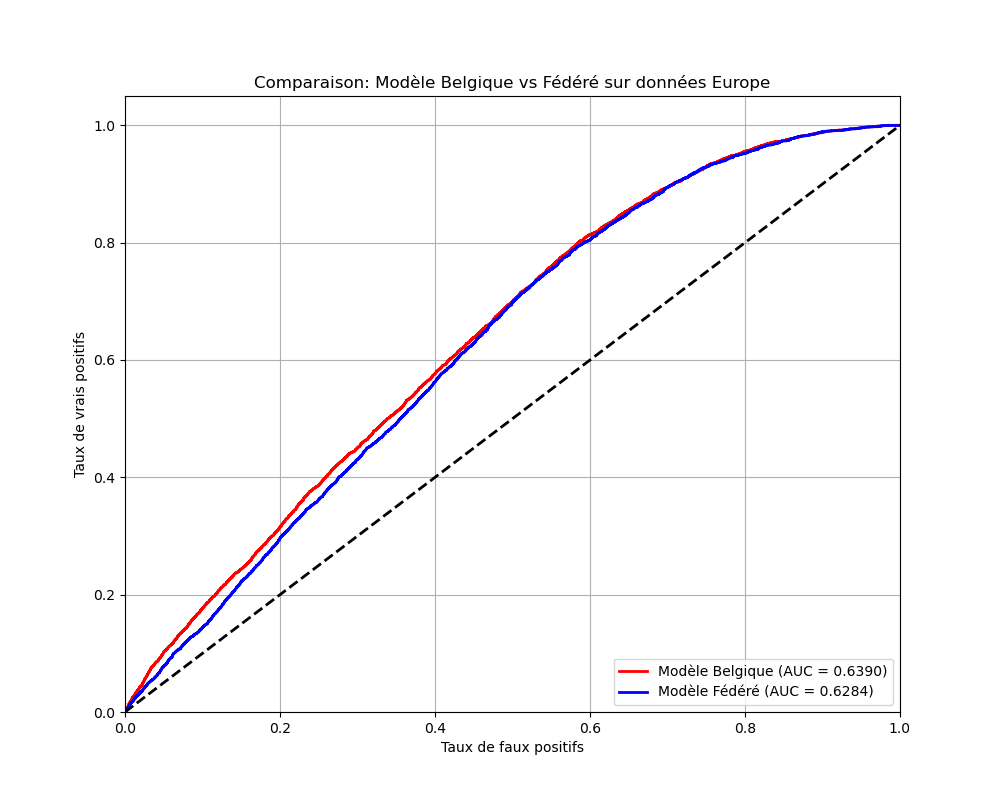 Comparaison: Modèle Belgique vs Fédéré sur données Europe
Taux de vrais positifs
1.0
0.8
0.6
0.4
0.2
0.0
0.0 0.2 0.4 0.6 0.8 1.0
Taux de faux positifs
Modèle Belgique (AUC = 0.6390)
Modèle Fédéré (AUC = 0.6284)